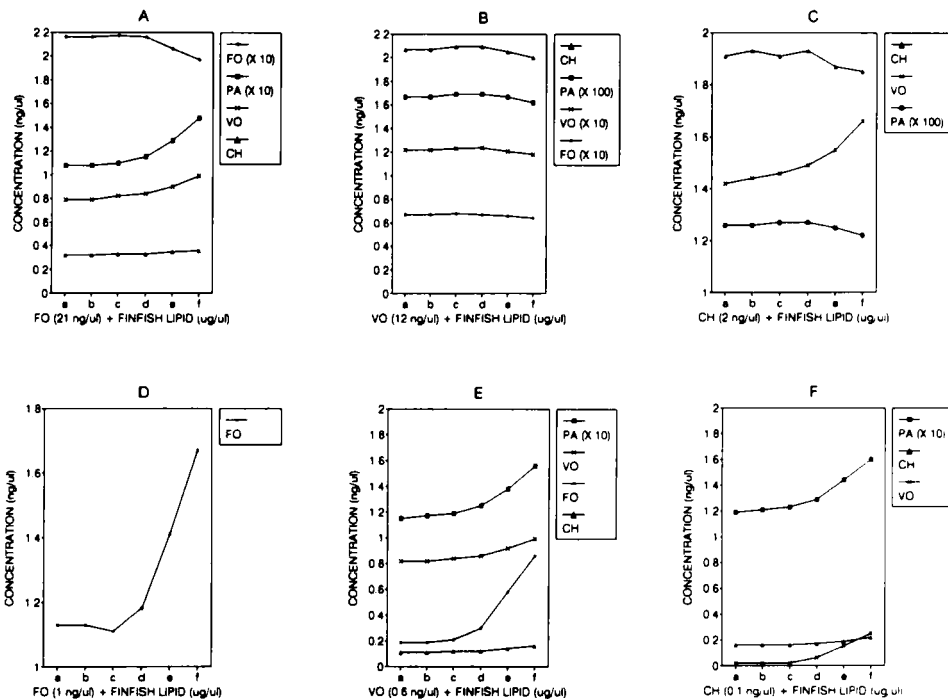 A
CONCENTRATION (ng/ul)
2.2
2
1.8
1.6
1.4
1.2
1
0.8
0.6
0.4
0.2
0
a b c d e f
FO (21 ng/ul) + FINFISH LIPID (ug/ul)
FO (X 10)
PA (X 10)
VO
CH
B
CONCENTRATION (ng/ul)
2.2
2
1.8
1.6
1.4
1.2
1
0.8
0.6
0.4
0.2
0
a b c d e f
VO (12 ng/ul) + FINFISH LIPID (ug/ul)
CH
PA (X 100)
VO (X 10)
FO (X 10)
C
CONCENTRATION (ng/ul)
2
1.8
1.6
1.4
1.2
1
a b c d e f
CH (2 ng/ul) + FINFISH LIPID (ug/ul)
CH
VO
PA (X 100)
D
CONCENTRATION (ng/ul)
1.8
1.6
1.4
1.2
1
a b c d e f
FO (1 ng/ul) + FINFISH LIPID (ug/ul)
FO
E
CONCENTRATION (ng/ul)
2
1.8
1.6
1.4
1.2
1
0.8
0.6
0.4
0.2
0
a b c d e f
VO (0.6 ng/ul) + FINFISH LIPID (ug/ul)
PA (X 10)
VO
FO
CH
F
CONCENTRATION (ng/ul)
2
1.8
1.6
1.4
1.2
1
0.8
0.6
0.4
0.2
0
a b c d e f
CH (0.1 ng/ul) + FINFISH LIPID (ug/ul)
PA (X 10)
CH
VO